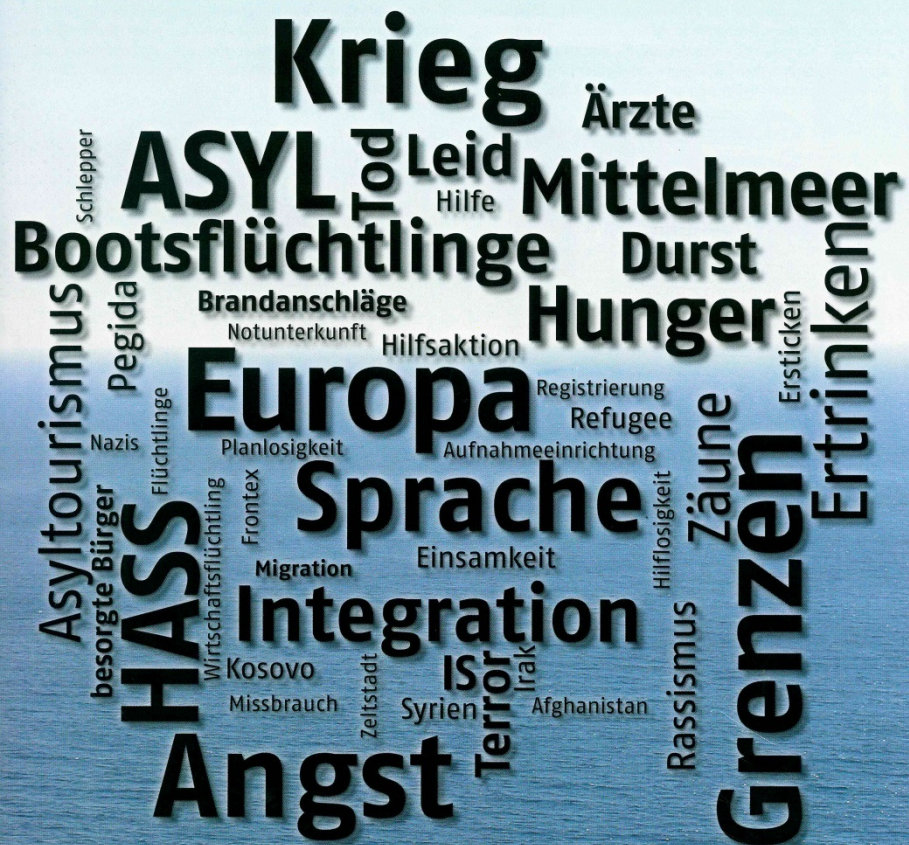 Krieg
Ärzte
Schlepper
ASYL
Tod
Leid
Hilfe
Mittelmeer
Bootsflüchtlinge
Durst
Ertrinken
Asyltourismus
Pegida
Brandanschläge
Hunger
Ersticken
Notunterkunft
Hilfsaktion
Europa
Registrierung
Refugee
Zäune
Nazis
Flüchtlinge
Planlosigkeit
Aufnahmeeinrichtung
Grenzen
besorgte Bürger
HASS
Wirtschaftsflüchtling
Frontex
Sprache
Hilflosigkeit
Einsamkeit
Migration
Integration
Rassismus
Kosovo
Zeltstadt
IS
Terror
Irak
Missbrauch
Syrien
Afghanistan
Angst